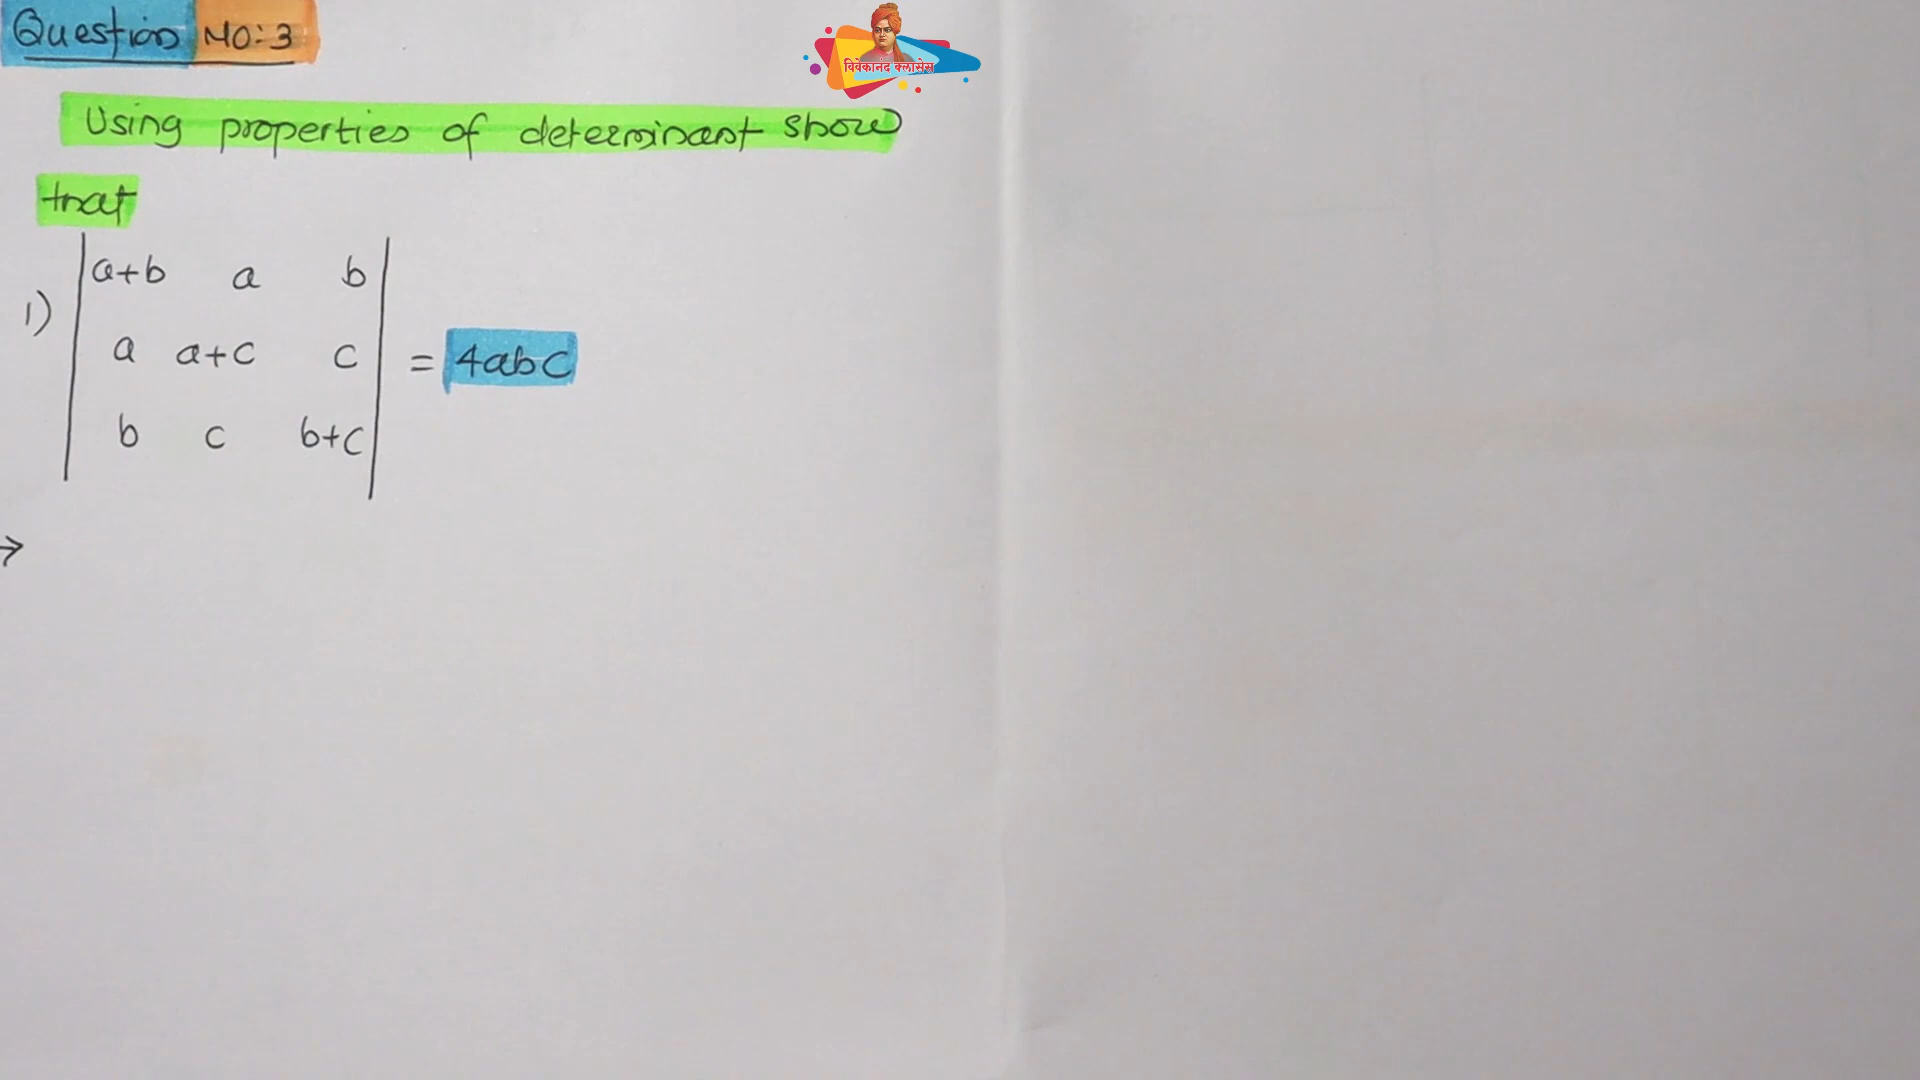 Question NO:3
विवेकानंद क्लासेस
Using properties of determinant show
that
1) | a+b a b |
| a a+c c | = 4abc
| b c b+c |
→